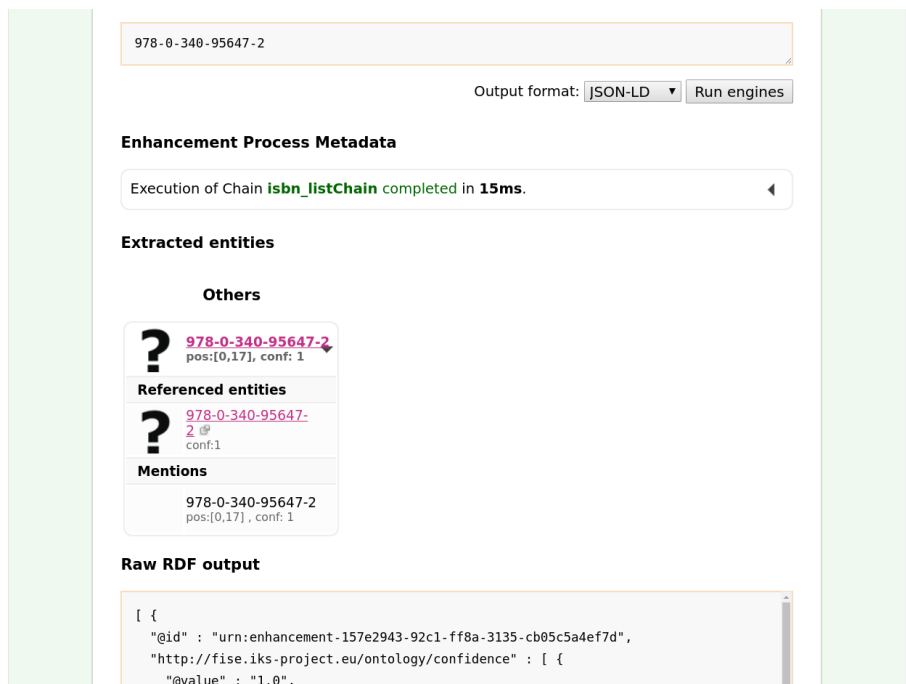 978-0-340-95647-2
Output format: JSON-LD Run engines
Enhancement Process Metadata
Execution of Chain isbn_listChain completed in 15ms.
Extracted entities
Others
978-0-340-95647-2
pos:[0,17], conf: 1
Referenced entities
978-0-340-95647-
2
conf:1
Mentions
978-0-340-95647-2
pos:[0,17] , conf: 1
Raw RDF output
[ {
"@id" : "urn:enhancement-157e2943-92c1-ff8a-3135-cb05c5a4ef7d",
"http://fise.iks-project.eu/ontology/confidence" : [ {
"@value" : "1.0",